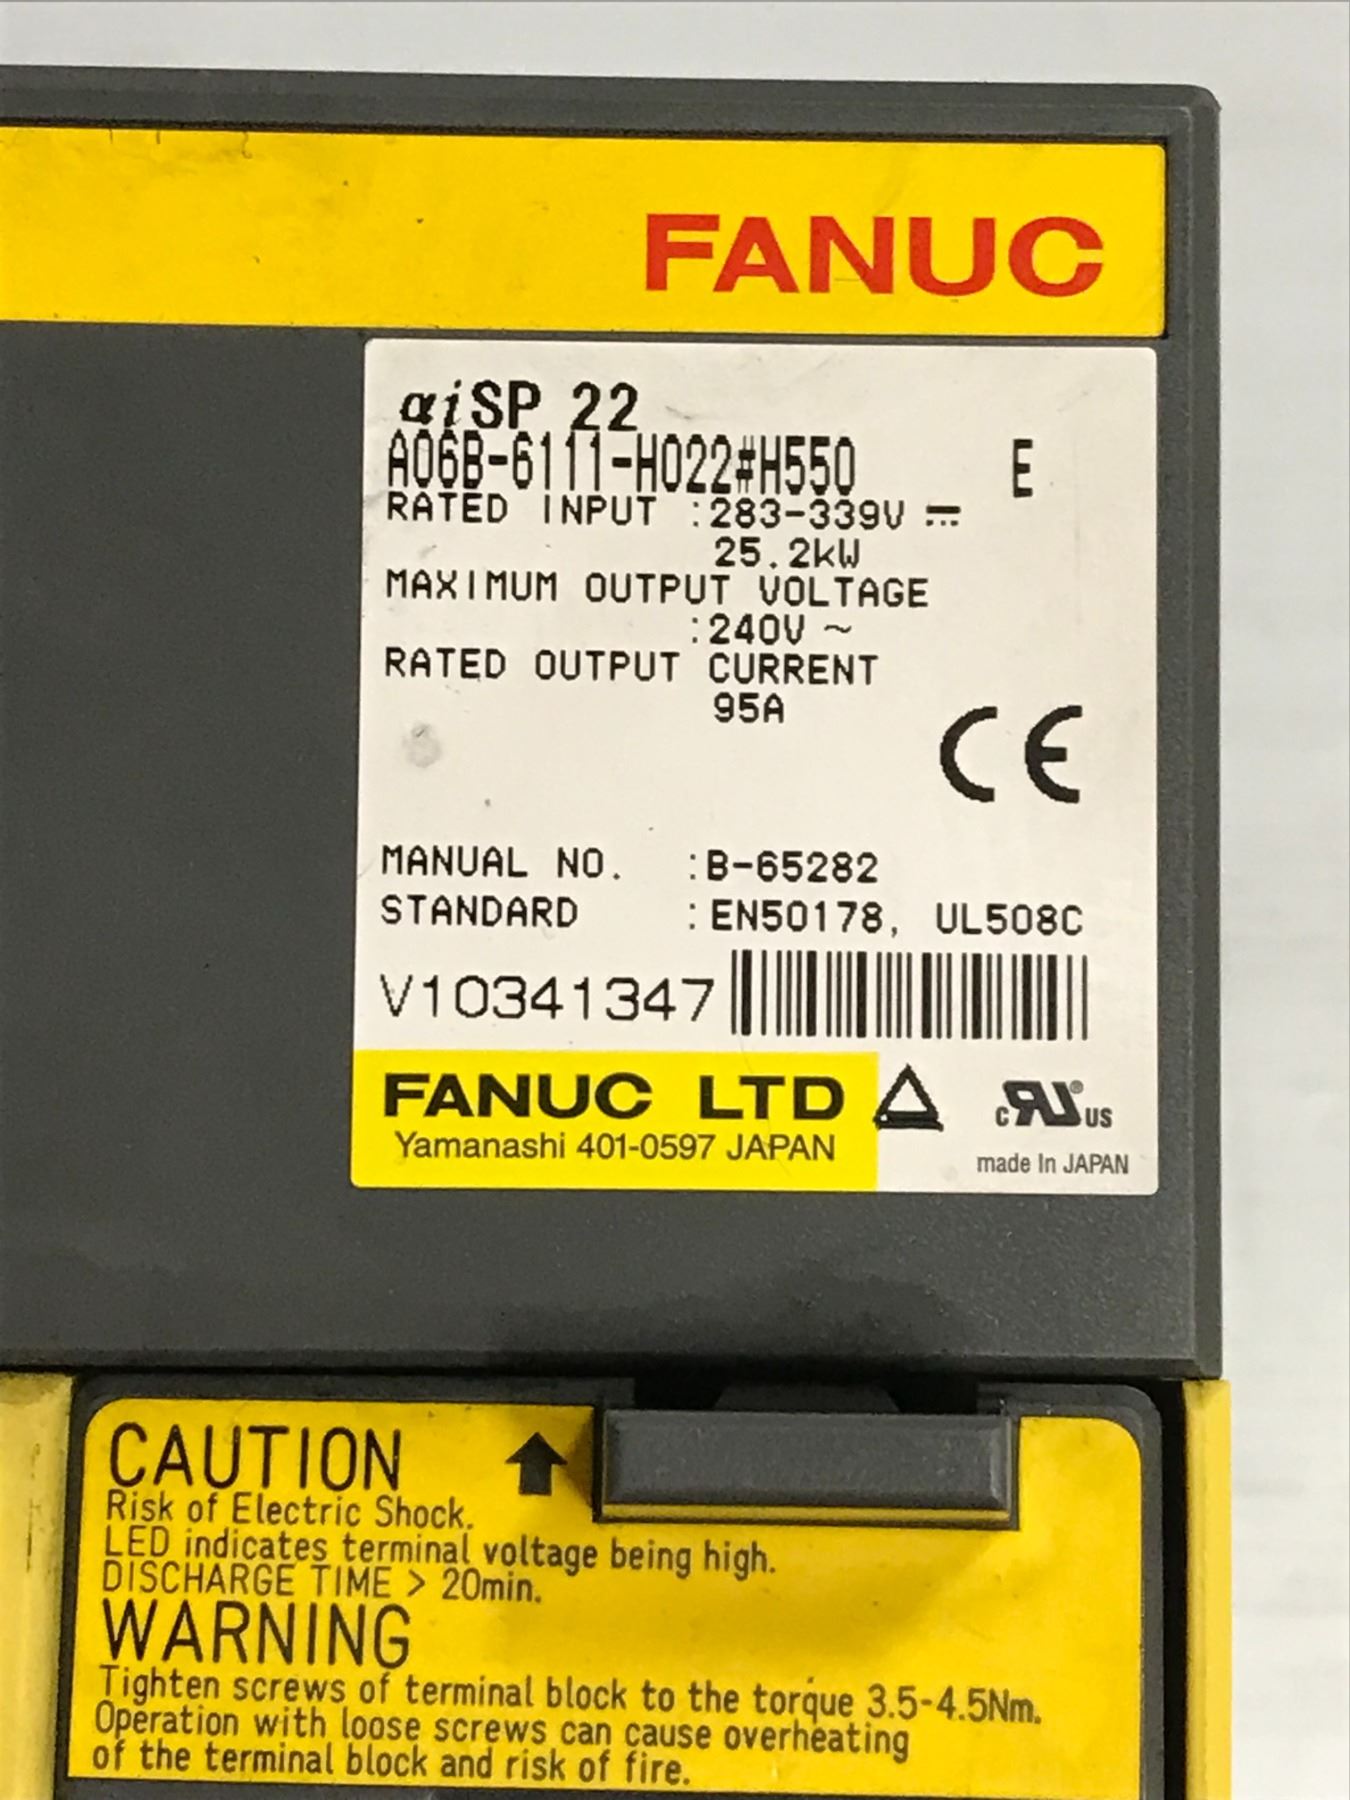 FANUC
αiSP 22
A06B-6111-H022#H550 E
RATED INPUT :283-339V ⎓
25.2kW
MAXIMUM OUTPUT VOLTAGE
:240V ~
RATED OUTPUT CURRENT
95A
CE
MANUAL NO. :B-65282
STANDARD :EN50178, UL508C
V10341347
FANUC LTD
Yamanashi 401-0597 JAPAN
c RU ® US
made In JAPAN
CAUTION
Risk of Electric Shock.
LED indicates terminal voltage being high.
DISCHARGE TIME > 20min.
WARNING
Tighten screws of terminal block to the torque 3.5-4.5Nm.
Operation with loose screws can cause overheating
of the terminal block and risk of fire.